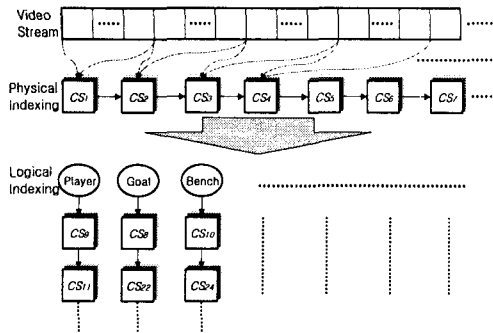 Video
Stream
Physical
Indexing
CS1 CS2 CS3 CS4 CS5 CS6 CS7
Logical
Indexing
Player Goal Bench
CS9 CS8 CS10
CS11 CS22 CS24